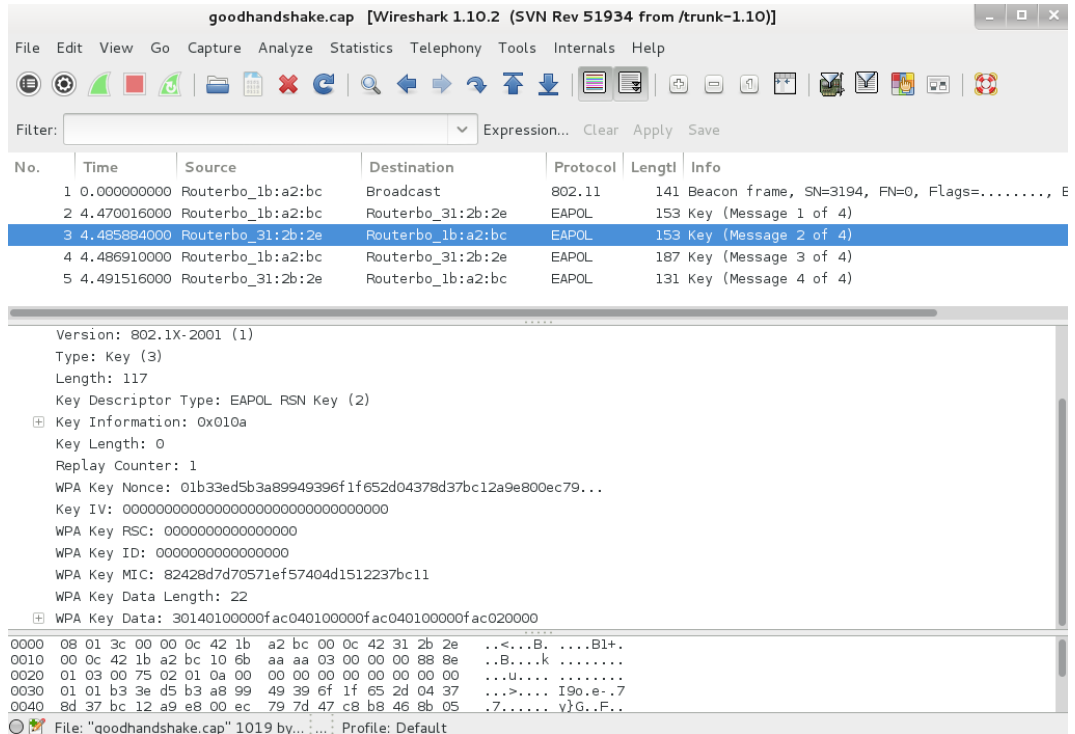 goodhandshake.cap [Wireshark 1.10.2 (SVN Rev 51934 from /trunk-1.10)]
File Edit View Go Capture Analyze Statistics Telephony Tools Internals Help
Filter: Expression... Clear Apply Save
No. Time Source Destination Protocol Lengtl Info
1 0.000000000 Routerbo_1b:a2:bc Broadcast 802.11 141 Beacon frame, SN=3194, FN=0, Flags=........, E
2 4.470016000 Routerbo_1b:a2:bc Routerbo_31:2b:2e EAPOL 153 Key (Message 1 of 4)
3 4.485884000 Routerbo_31:2b:2e Routerbo_1b:a2:bc EAPOL 153 Key (Message 2 of 4)
4 4.486910000 Routerbo_1b:a2:bc Routerbo_31:2b:2e EAPOL 187 Key (Message 3 of 4)
5 4.491516000 Routerbo_31:2b:2e Routerbo_1b:a2:bc EAPOL 131 Key (Message 4 of 4)
Version: 802.1X-2001 (1)
Type: Key (3)
Length: 117
Key Descriptor Type: EAPOL RSN Key (2)
Key Information: 0x010a
Key Length: 0
Replay Counter: 1
WPA Key Nonce: 01b33ed5b3a89949396f1f652d04378d37bc12a9e800ec79...
Key IV: 00000000000000000000000000000000
WPA Key RSC: 0000000000000000
WPA Key ID: 0000000000000000
WPA Key MIC: 82428d7d70571ef57404d1512237bc11
WPA Key Data Length: 22
WPA Key Data: 30140100000fac040100000fac040100000fac020000
0000 08 01 3c 00 00 0c 42 1b a2 bc 00 0c 42 31 2b 2e ..<...B. ....B1+.
0010 00 0c 42 1b a2 bc 10 6b aa aa 03 00 00 00 88 8e ..B....k ........
0020 01 03 00 75 02 01 0a 00 00 00 00 00 00 00 00 00 ...u.... ........
0030 01 01 b3 3e d5 b3 a8 99 49 39 6f 1f 65 2d 04 37 ...>.... I9o.e-.7
0040 8d 37 bc 12 a9 e8 00 ec 79 7d 47 c8 b8 46 8b 05 .7...... y}G..F..
File: "goodhandshake.cap" 1019 by... ... Profile: Default